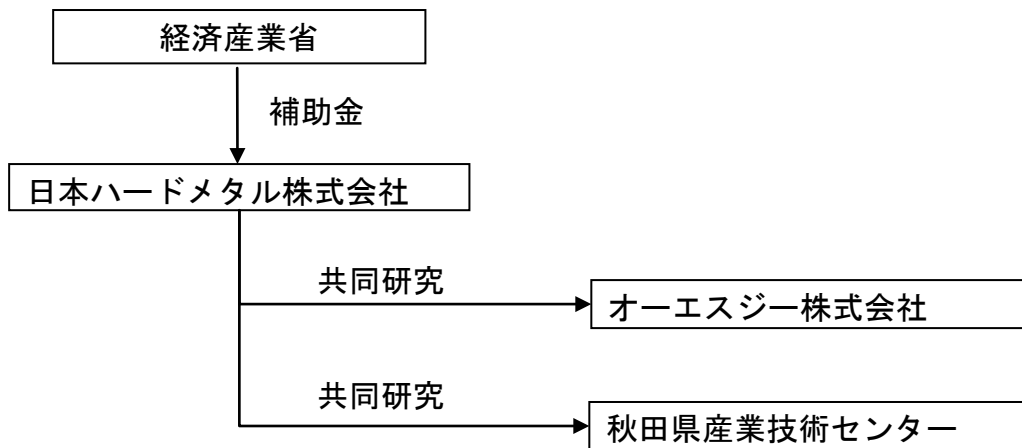 経済産業省
補助金
日本ハードメタル株式会社
共同研究
オーエスジー株式会社
共同研究
秋田県産業技術センター